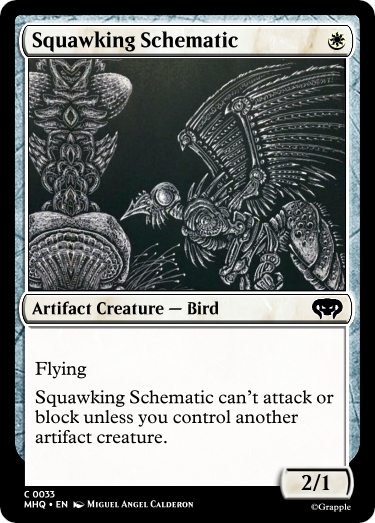 Squawking Schematic
Artifact Creature — Bird
Flying
Squawking Schematic can't attack or
block unless you control another
artifact creature.
2/1
C 0033
MHQ • EN Miguel Angel Calderon
©Grapple